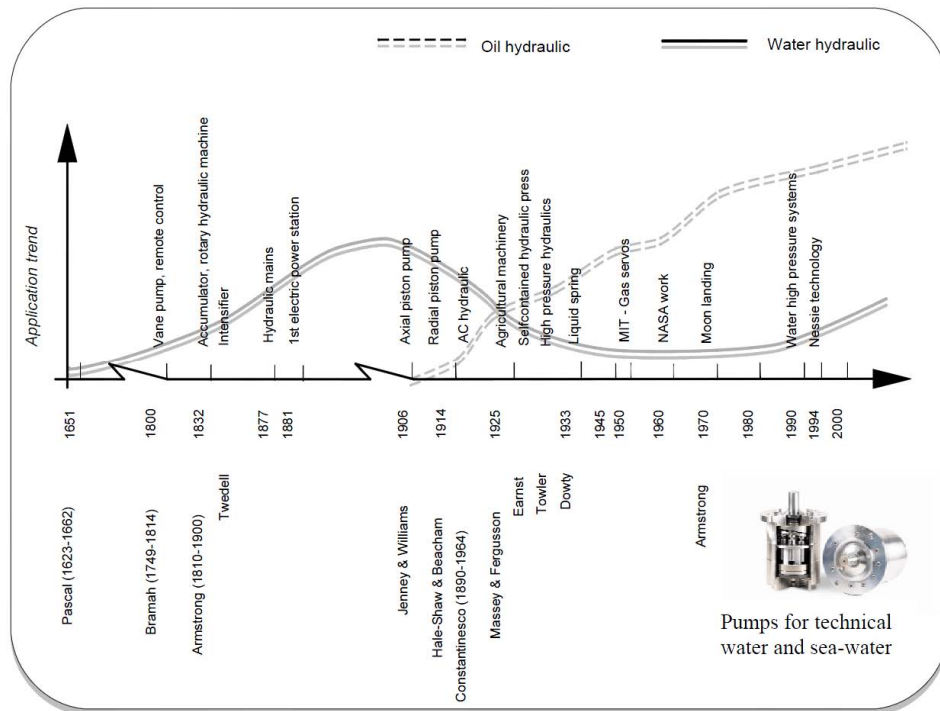 Oil hydraulic
Water hydraulic
Application trend
Vane pump, remote control
Accumulator, rotary hydraulic machine
Intensifier
Hydraulic mains
1st electric power station
Axial piston pump
Radial piston pump
AC hydraulic
Agricultural machinery
Selfcontained hydraulic press
High pressure hydraulics
Liquid spring
MIT - Gas servos
NASA work
Moon landing
Water high pressure systems
Nessie technology
1651
1800
1832
1877
1881
1906
1914
1925
1933
1945
1950
1960
1970
1980
1990
1994
2000
Pascal (1623-1662)
Bramah (1749-1814)
Armstrong (1810-1900)
Twedell
Jenney & Williams
Hale-Shaw & Beacham
Constantinesco (1890-1964)
Massey & Fergusson
Earnst
Towler
Dowty
Armstrong
Pumps for technical
water and sea-water